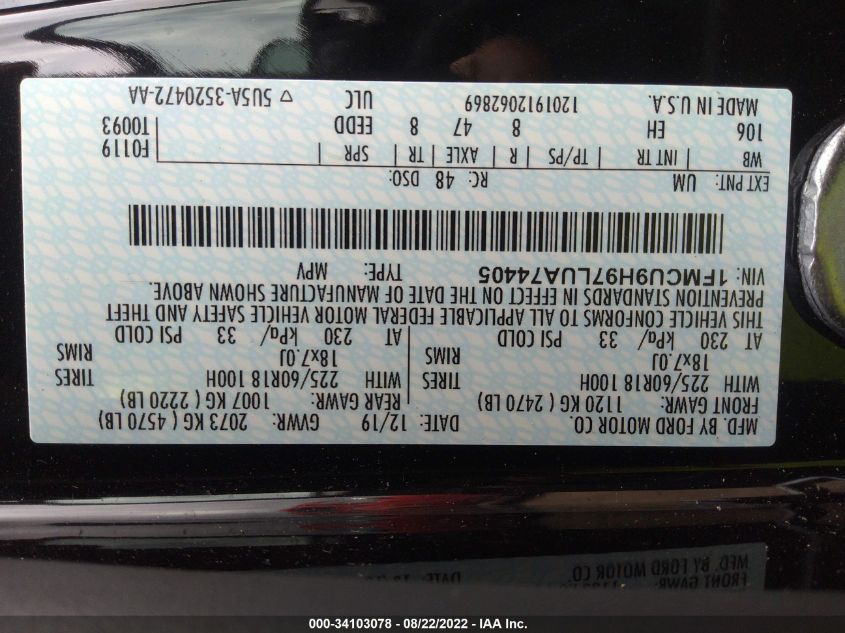 MFD. BY FORD MOTOR CO.
DATE: 12/19 GVWR: 2073 KG ( 4570 LB)
FRONT GAWR: 1120 KG ( 2470 LB) REAR GAWR: 1007 KG ( 2220 LB)
WITH 225/60R18 100H TIRES WITH 225/60R18 100H TIRES
18x7.0J RIMS 18x7.0J RIMS
AT 230 kPa/ 33 PSI COLD AT 230 kPa/ 33 PSI COLD
THIS VEHICLE CONFORMS TO ALL APPLICABLE FEDERAL MOTOR VEHICLE SAFETY AND THEFT
PREVENTION STANDARDS IN EFFECT ON THE DATE OF MANUFACTURE SHOWN ABOVE.
VIN: 1FMCU9H97LUA74405 TYPE: MPV
EXT PNT: UM RC: 48 DSO:
WB | INT TR | TP/PS | R | AXLE | TR | SPR F0119
106 EH 8 47 8 EEDD T0093
MADE IN U.S.A. 1201912062869 ULC ▽ 5U5A-3520472-AA
MFD. BY FORD MOTOR CO.
DATE:
FRONT GAWR:
000-34103078 - 08/22/2022 - IAA Inc.